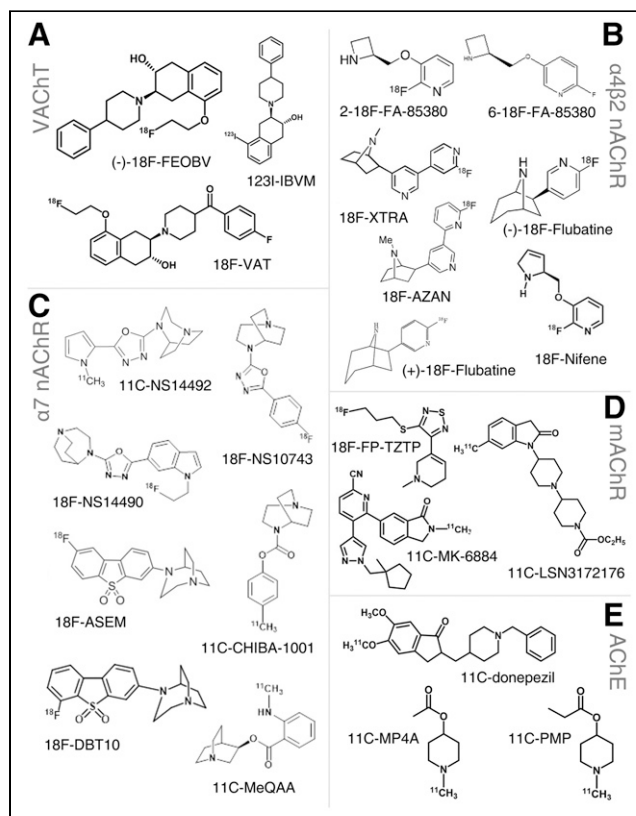 A
VAChT
HO
N
O
18F
(-)-18F-FEOBV
N
OH
123I
123I-IBVM
18F
O
N
OH
O
F
18F-VAT
B
α4β2 nAChR
HN
O
18F
N
2-18F-FA-85380
HN
O
N
F
6-18F-FA-85380
N
N
N
18F
18F-XTRA
H
N
N
18F
(-)-18F-Flubatine
18F
N
Me
N
N
18F-AZAN
N
H
O
18F
N
18F-Nifene
N
18F
(+)-18F-Flubatine
C
α7 nAChR
N
11CH3
O
N
N
N
N
11C-NS14492
N
N
N
N
O
18F
18F-NS10743
N
N
O
N
N
N
18F
18F-NS14490
18F
S
O
O
N
N
18F-ASEM
N
N
O
O
11CH3
11C-CHIBA-1001
18F
S
O
O
N
N
18F-DBT10
11CH3
HN
N
O
O
11C-MeQAA
D
mAChR
18F
S
N
S
N
N
18F-FP-TZTP
CN
N
O
N
11CH3
N
N
11C-MK-6884
H311C
N
O
N
N
O
OC2H5
11C-LSN3172176
E
AChE
OCH3
OCH3
11C
O
N
11C-donepezil
O
O
N
11CH3
11C-MP4A
O
O
N
11CH3
11C-PMP